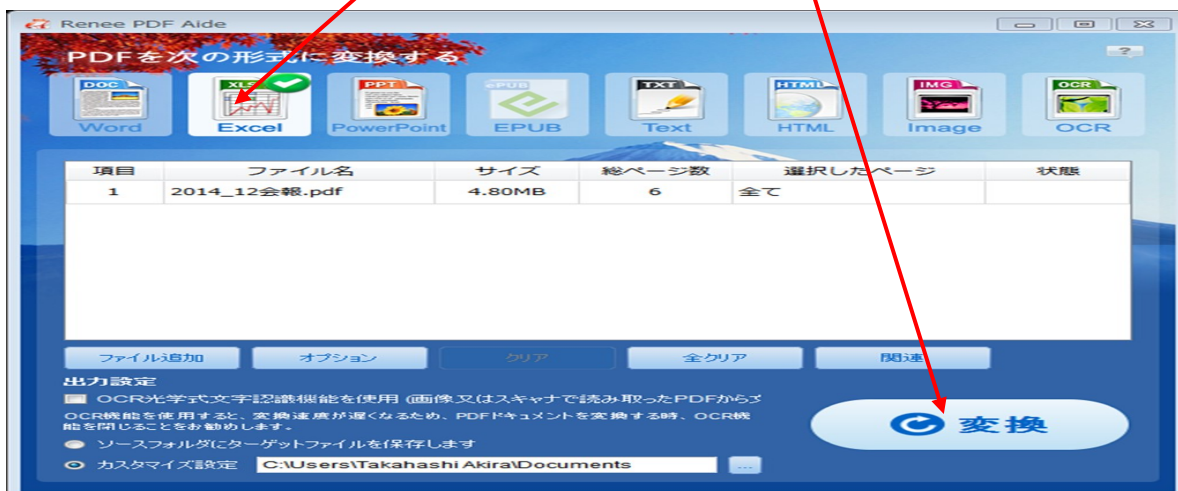 Renee PDF Aide
PDFを次の形式に変換する
?
DOC XLS PPT ePUB TXT HTML IMG OCR
Word Excel PowerPoint EPUB Text HTML Image OCR
項目 ファイル名 サイズ 総ページ数 選択したページ 状態
1 2014_12会報.pdf 4.80MB 6 全て
ファイル追加 オプション クリア 全クリア 関連
出力設定
OCR光学式文字認識機能を使用 (画像又はスキャナで読み取ったPDFから
OCR機能を使用すると、変換速度が遅くなるため、PDFドキュメントを変換する時、OCR機
能を閉じることをお勧めします。
変換
ソースフォルダにターゲットファイルを保存します
カスタマイズ設定 C:\Users\Takahashi Akira\Documents ...